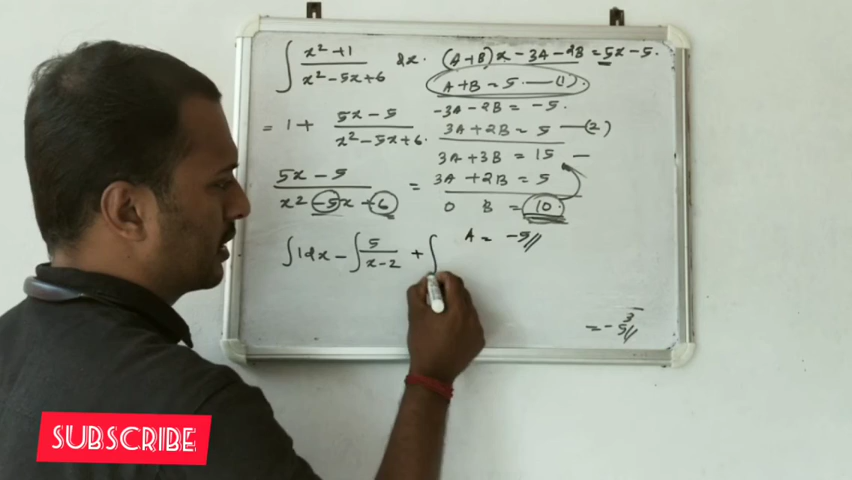 ∫ x² + 1 / x² - 5x + 6 dx. (A+B)x - 3A - 2B = 5x - 5.
A + B = 5 — (1).
= 1 + 5x - 5 / x² - 5x + 6. -3A - 2B = -5.
3A + 2B = 5 — (2)
3A + 3B = 15 —
5x - 5 / x² - 5x + 6 = 3A + 2B = 5
0 B = 10.
∫1dx - ∫ 5 / x-2 + ∫ A = -5//
3
= -5//
SUBSCRIBE